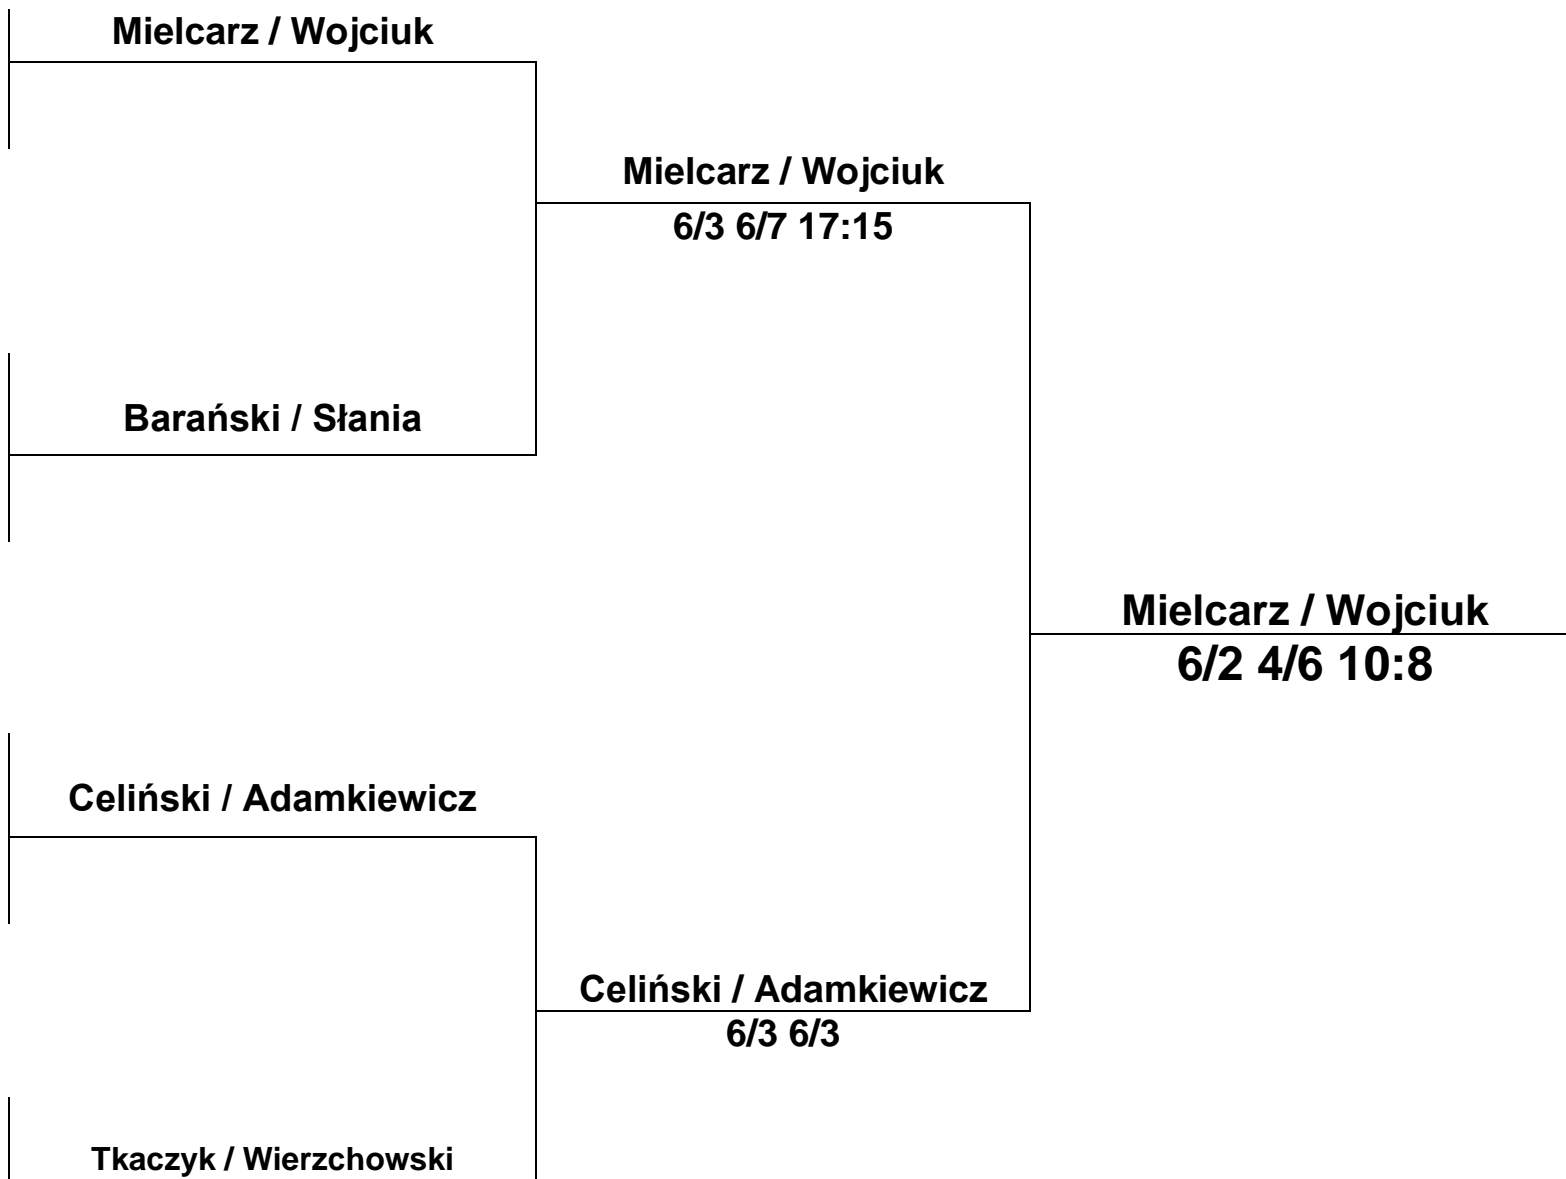 Mielcarz / Wojciuk
Mielcarz / Wojciuk
6/3 6/7 17:15
Barański / Słania
Mielcarz / Wojciuk
6/2 4/6 10:8
Celiński / Adamkiewicz
Celiński / Adamkiewicz
6/3 6/3
Tkaczyk / Wierzchowski